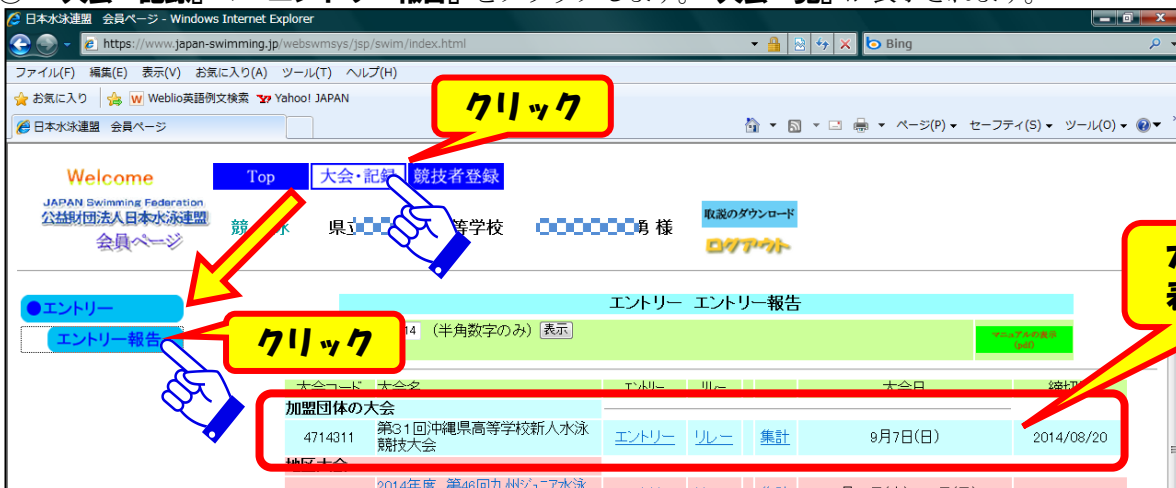 日本水泳連盟 会員ページ - Windows Internet Explorer
https://www.japan-swimming.jp/webswmsys/jsp/swim/index.html
Bing
ファイル(F) 編集(E) 表示(V) お気に入り(A) ツール(T) ヘルプ(H)
お気に入り Weblio英語例文検索 Yahoo! JAPAN
クリック
日本水泳連盟 会員ページ
ページ(P) セーフティ(S) ツール(O)
Welcome
Top 大会・記録 競技者登録
JAPAN Swimming Federation
公益財団法人日本水泳連盟
会員ページ
県立 等学校 勇 様
取説のダウンロード
ログアウト
●エントリー
エントリー報告
エントリー エントリー報告
クリック
14 (半角数字のみ) 表示
マニュアルの表示
(pdf)
大会コード 大会名 エントリー リレー 大会日 締切
加盟団体の大会
4714311 第31回沖縄県高等学校新人水泳競技大会 エントリー リレー 集計 9月7日(日) 2014/08/20
地区大会
2014年度 第46回九州ジュニア水泳